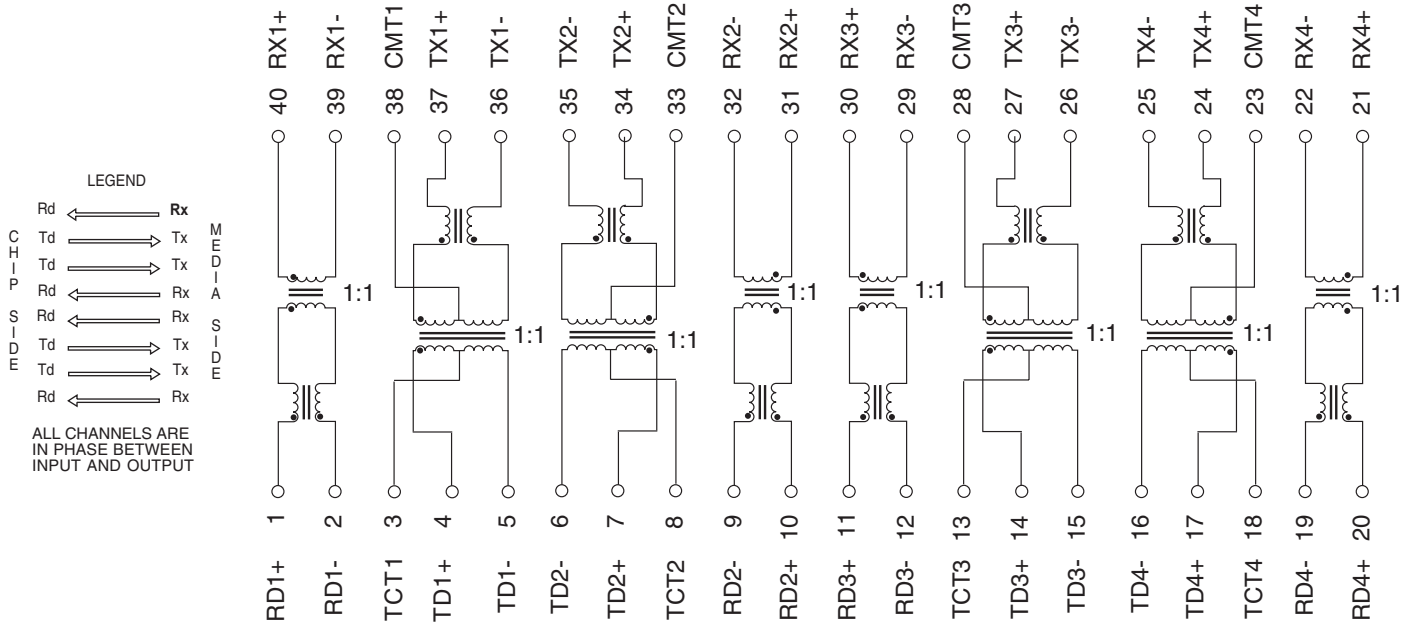 RX1+
RX1-
CMT1
TX1+
TX1-
TX2-
TX2+
CMT2
RX2-
RX2+
RX3+
RX3-
CMT3
TX3+
TX3-
TX4-
TX4+
CMT4
RX4-
RX4+
40
39
38
37
36
35
34
33
32
31
30
29
28
27
26
25
24
23
22
21
LEGEND
Rd Rx
Td Tx
Td Tx
Rd Rx
Rd Rx
Td Tx
Td Tx
Rd Rx
CHIP SIDE
MEDIA SIDE
ALL CHANNELS ARE
IN PHASE BETWEEN
INPUT AND OUTPUT
1:1
1:1
1:1
1:1
1:1
1:1
1:1
1:1
1
2
3
4
5
6
7
8
9
10
11
12
13
14
15
16
17
18
19
20
RD1+
RD1-
TCT1
TD1+
TD1-
TD2-
TD2+
TCT2
RD2-
RD2+
RD3+
RD3-
TCT3
TD3+
TD3-
TD4-
TD4+
TCT4
RD4-
RD4+